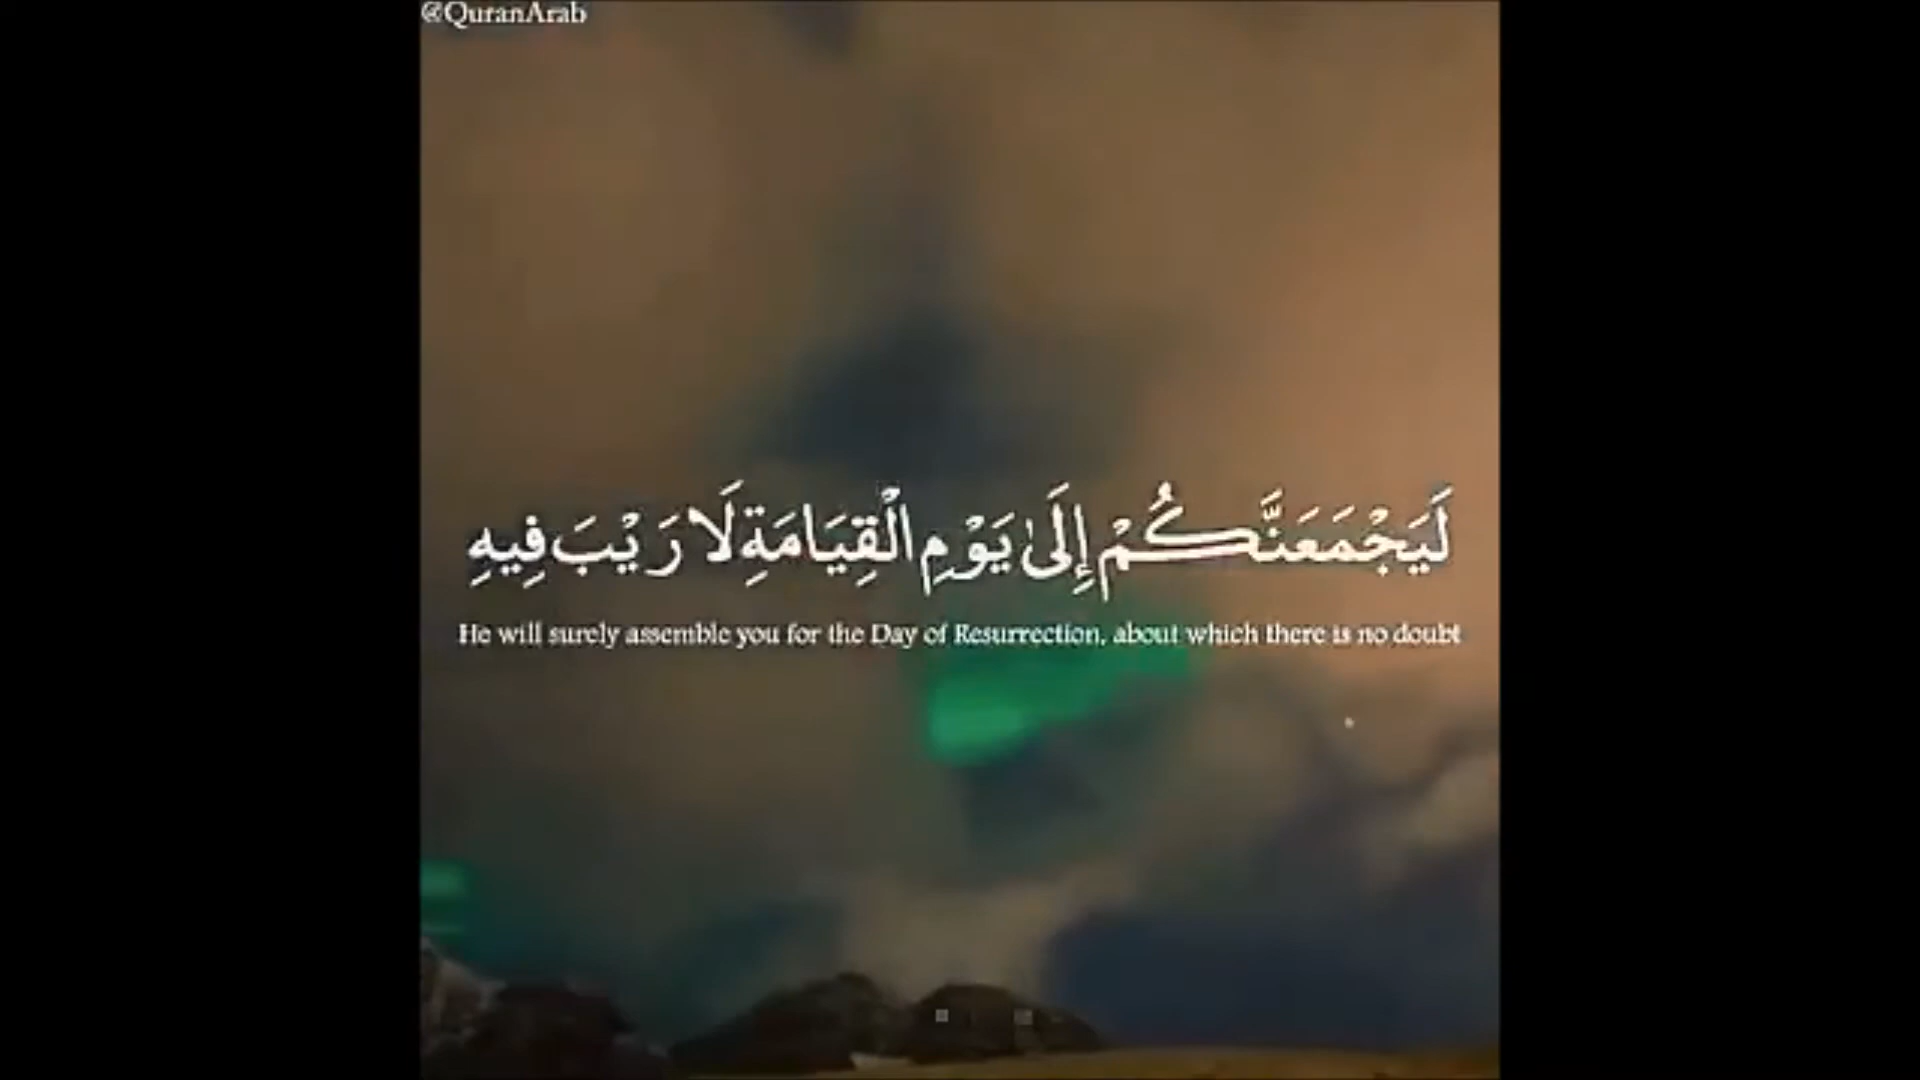 @QuranArab
لَيَجْمَعَنَّكُمْ إِلَىٰ يَوْمِ الْقِيَامَةِ لَا رَيْبَ فِيهِ
He will surely assemble you for the Day of Resurrection, about which there is no doubt